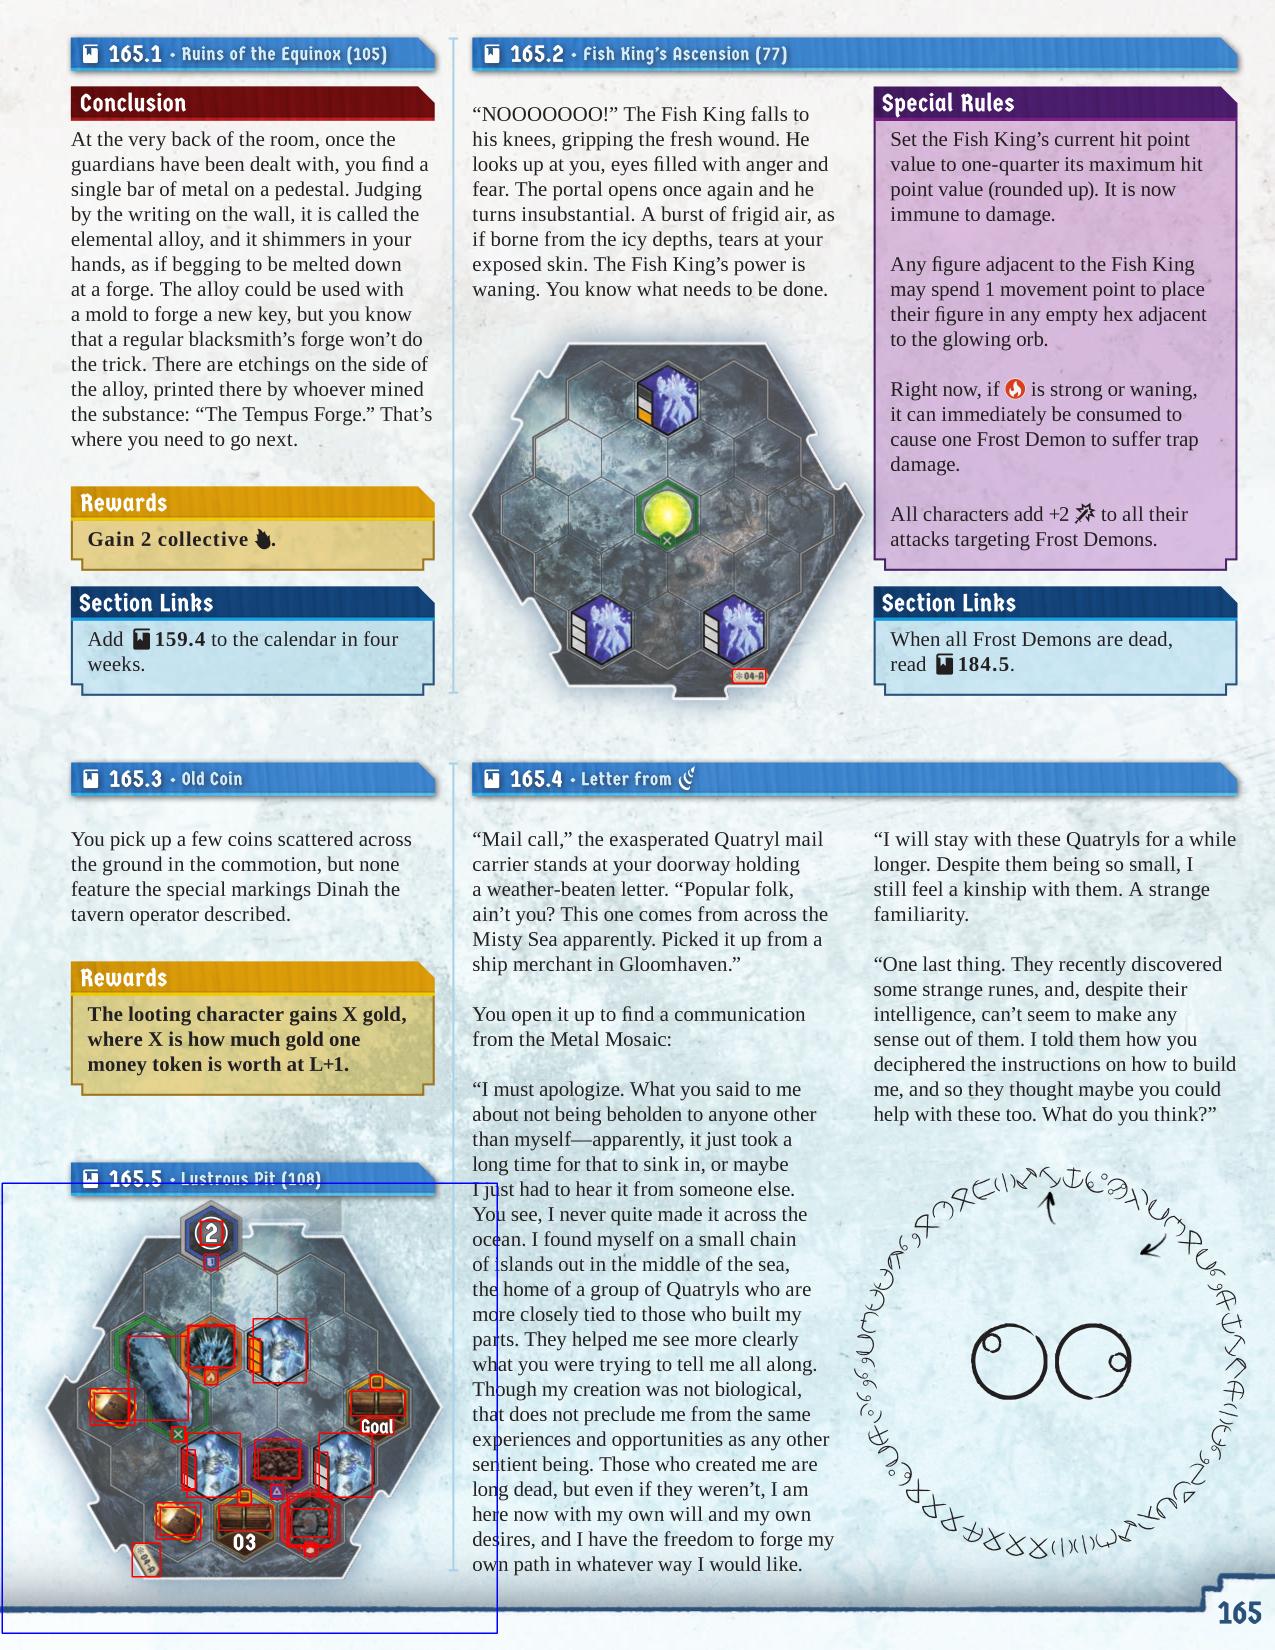 165.1 • Ruins of the Equinox (105)
Conclusion
At the very back of the room, once the
guardians have been dealt with, you find a
single bar of metal on a pedestal. Judging
by the writing on the wall, it is called the
elemental alloy, and it shimmers in your
hands, as if begging to be melted down
at a forge. The alloy could be used with
a mold to forge a new key, but you know
that a regular blacksmith’s forge won’t do
the trick. There are etchings on the side of
the alloy, printed there by whoever mined
the substance: “The Tempus Forge.” That’s
where you need to go next.
Rewards
Gain 2 collective .
Section Links
Add 159.4 to the calendar in four
weeks.
165.2 • Fish King’s Ascension (77)
“NOOOOOOO!” The Fish King falls to
his knees, gripping the fresh wound. He
looks up at you, eyes filled with anger and
fear. The portal opens once again and he
turns insubstantial. A burst of frigid air, as
if borne from the icy depths, tears at your
exposed skin. The Fish King’s power is
waning. You know what needs to be done.
04-A
Special Rules
Set the Fish King’s current hit point
value to one-quarter its maximum hit
point value (rounded up). It is now
immune to damage.
Any figure adjacent to the Fish King
may spend 1 movement point to place
their figure in any empty hex adjacent
to the glowing orb.
Right now, if is strong or waning,
it can immediately be consumed to
cause one Frost Demon to suffer trap
damage.
All characters add +2 to all their
attacks targeting Frost Demons.
Section Links
When all Frost Demons are dead,
read 184.5.
165.3 • Old Coin
You pick up a few coins scattered across
the ground in the commotion, but none
feature the special markings Dinah the
tavern operator described.
Rewards
The looting character gains X gold,
where X is how much gold one
money token is worth at L+1.
165.5 • Lustrous Pit (108)
2
Goal
03
04-A
165.4 • Letter from
“Mail call,” the exasperated Quatryl mail
carrier stands at your doorway holding
a weather-beaten letter. “Popular folk,
ain’t you? This one comes from across the
Misty Sea apparently. Picked it up from a
ship merchant in Gloomhaven.”
You open it up to find a communication
from the Metal Mosaic:
“I must apologize. What you said to me
about not being beholden to anyone other
than myself—apparently, it just took a
long time for that to sink in, or maybe
I just had to hear it from someone else.
You see, I never quite made it across the
ocean. I found myself on a small chain
of islands out in the middle of the sea,
the home of a group of Quatryls who are
more closely tied to those who built my
parts. They helped me see more clearly
what you were trying to tell me all along.
Though my creation was not biological,
that does not preclude me from the same
experiences and opportunities as any other
sentient being. Those who created me are
long dead, but even if they weren’t, I am
here now with my own will and my own
desires, and I have the freedom to forge my
own path in whatever way I would like.
“I will stay with these Quatryls for a while
longer. Despite them being so small, I
still feel a kinship with them. A strange
familiarity.
“One last thing. They recently discovered
some strange runes, and, despite their
intelligence, can’t seem to make any
sense out of them. I told them how you
deciphered the instructions on how to build
me, and so they thought maybe you could
help with these too. What do you think?”
165